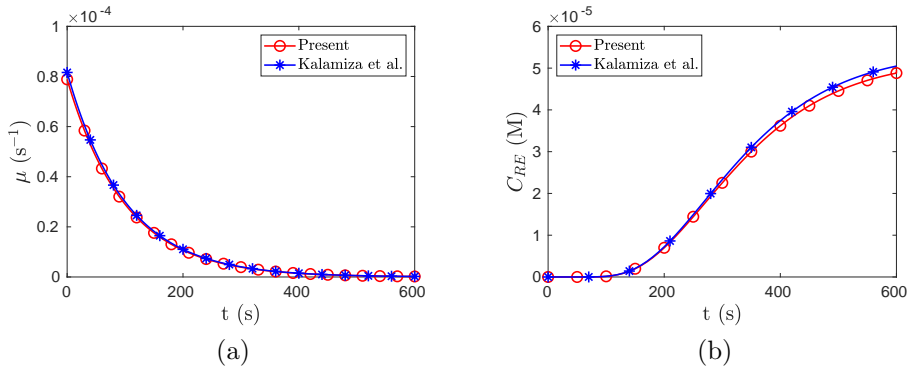 ×10⁻⁴
1
0.8
0.6
0.4
0.2
0
μ (s⁻¹)
0 200 400 600
t (s)
Present
Kalamiza et al.
(a)
×10⁻⁵
6
5
4
3
2
1
0
C_RE (M)
0 200 400 600
t (s)
Present
Kalamiza et al.
(b)